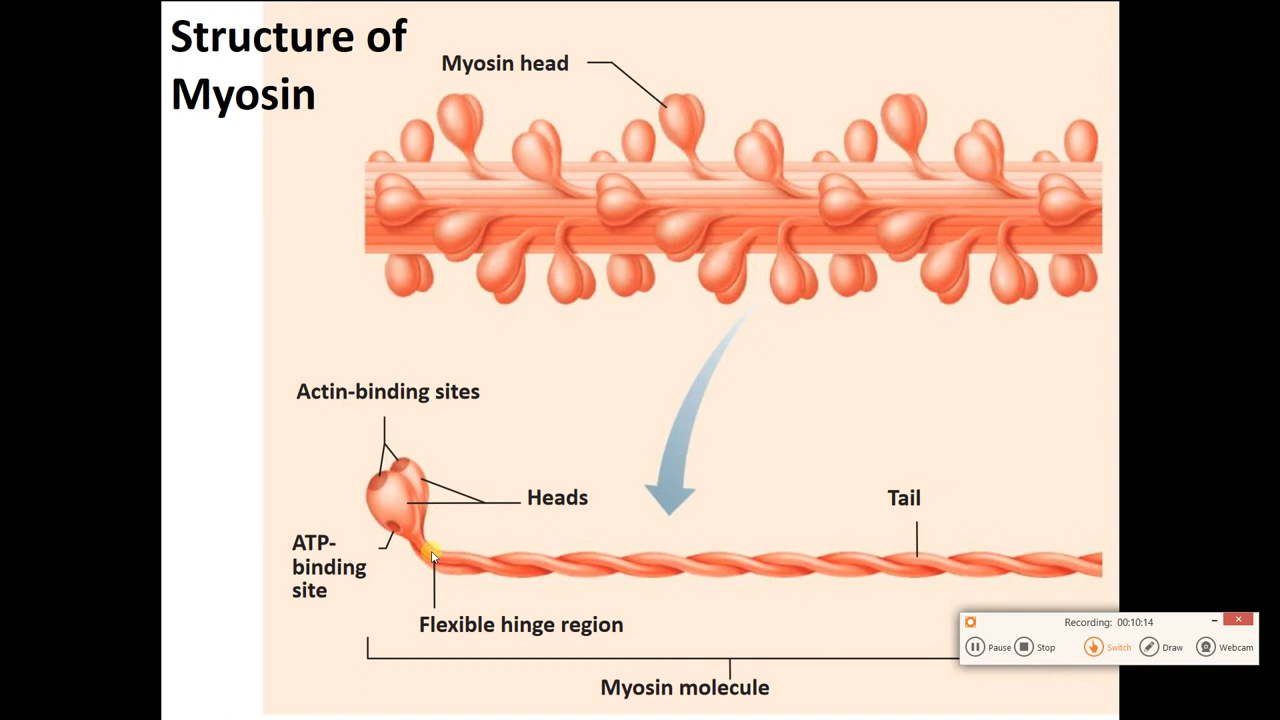 Structure of
Myosin
Myosin head
Actin-binding sites
Heads
Tail
ATP-
binding
site
Flexible hinge region
Myosin molecule
Recording: 00:10:14
Pause Stop Switch Draw Webcam